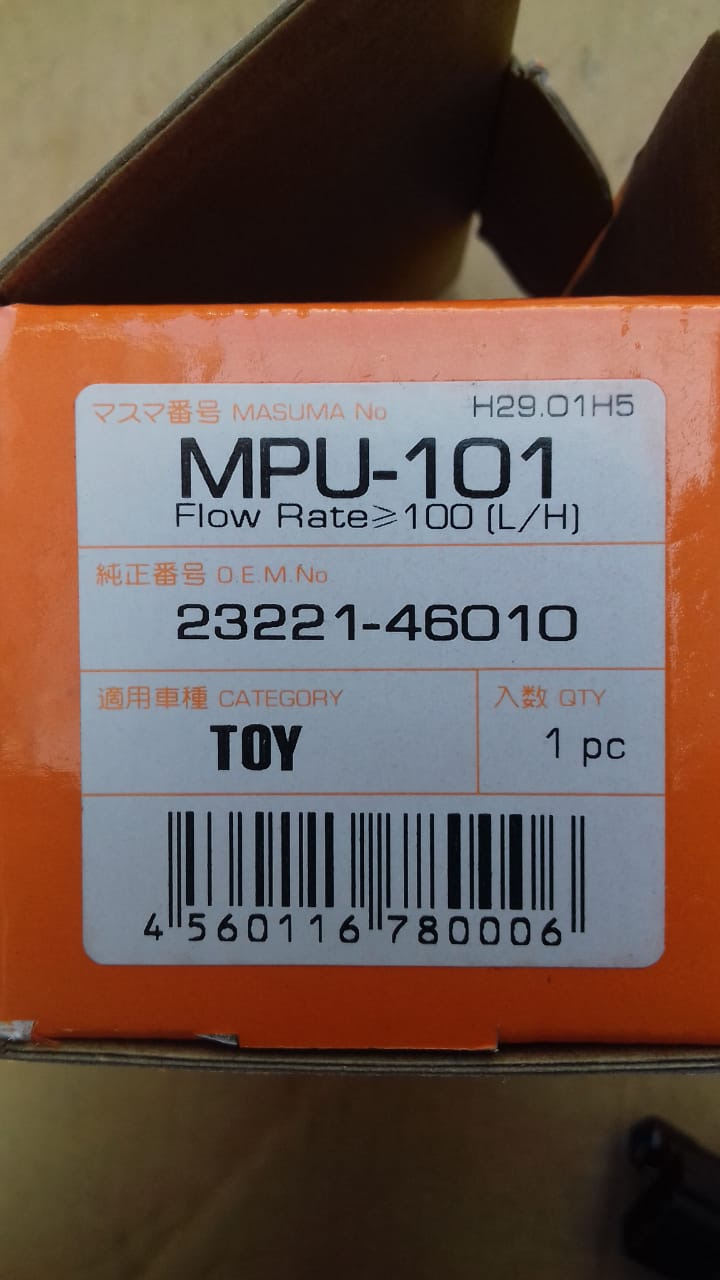 マスマ番号 MASUMA No H29.01H5
MPU-101
Flow Rate≥100 (L/H)
純正番号 O.E.M.No.
23221-46010
適用車種 CATEGORY 入数 QTY
TOY 1 pc
4 560116 780006